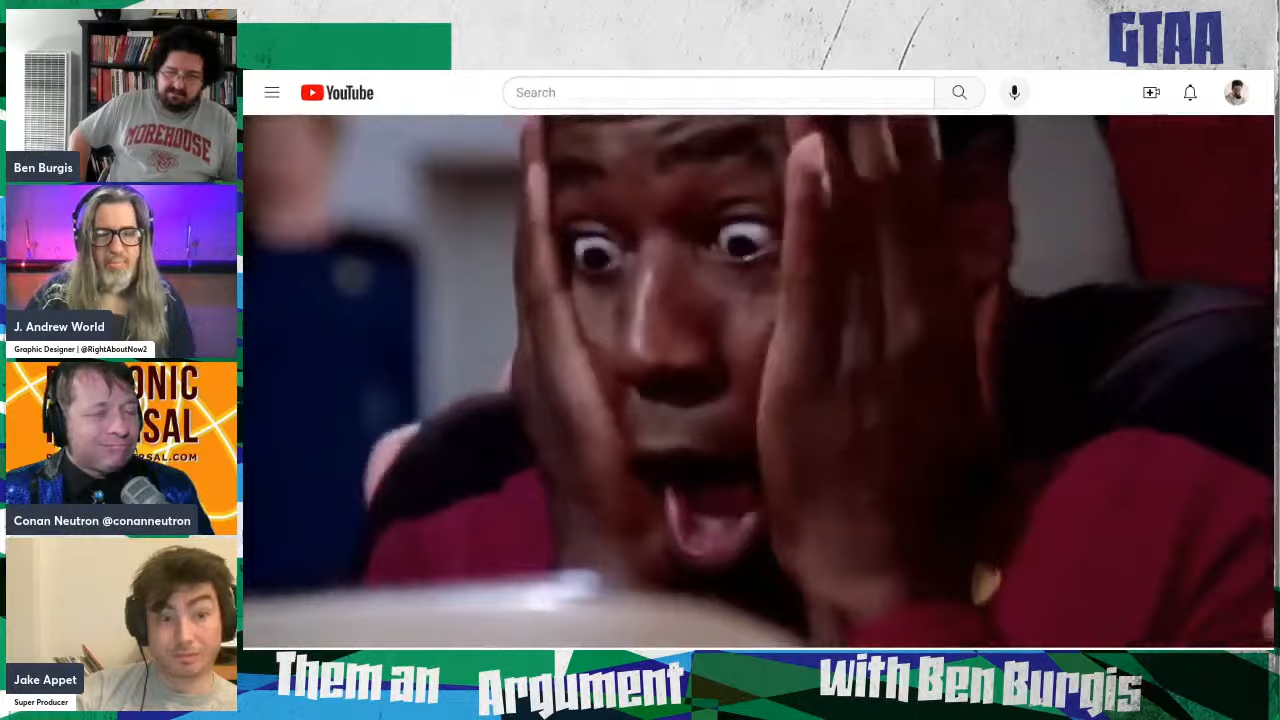 GTAA
YouTube
Search
MOREHOUSE
Ben Burgis
J. Andrew World
Graphic Designer | @RightAboutNow2
Conan Neutron @conanneutron
Jake Appet
Super Producer
Them an Argument with Ben Burgis